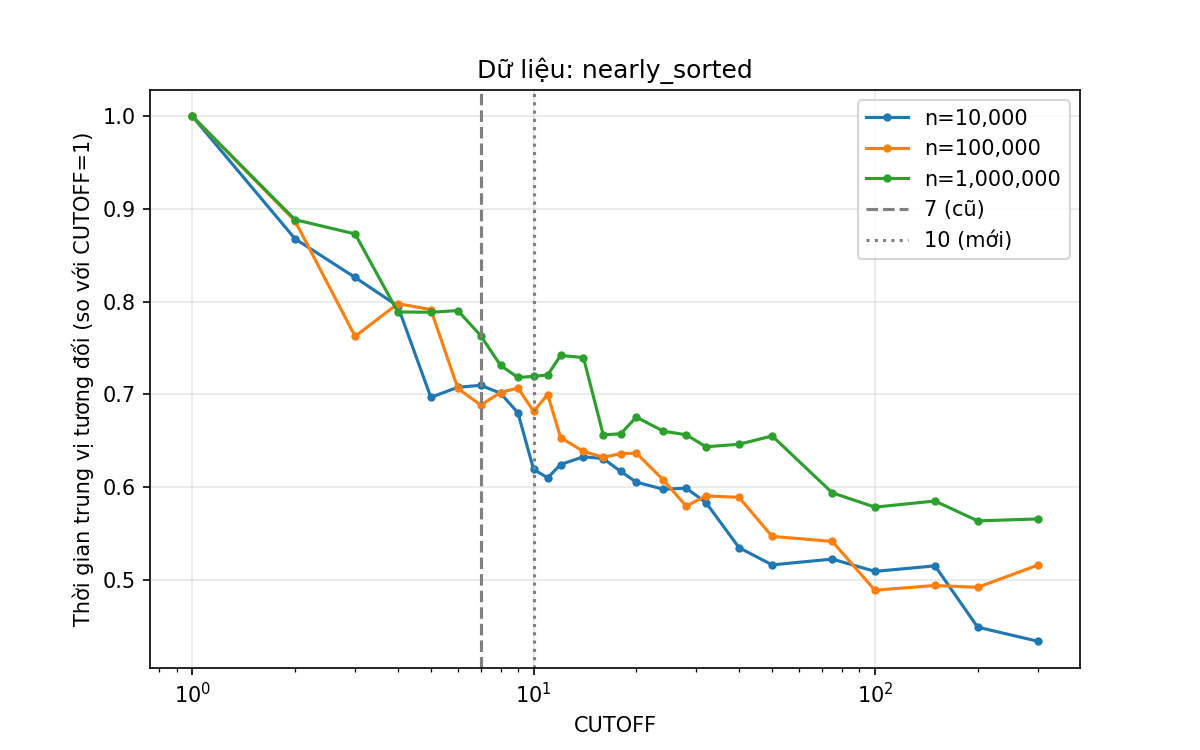 Dữ liệu: nearly_sorted
n=10,000
n=100,000
n=1,000,000
7 (cũ)
10 (mới)
Thời gian trung vị tương đối (so với CUTOFF=1)
1.0
0.9
0.8
0.7
0.6
0.5
10⁰
10¹
10²
CUTOFF